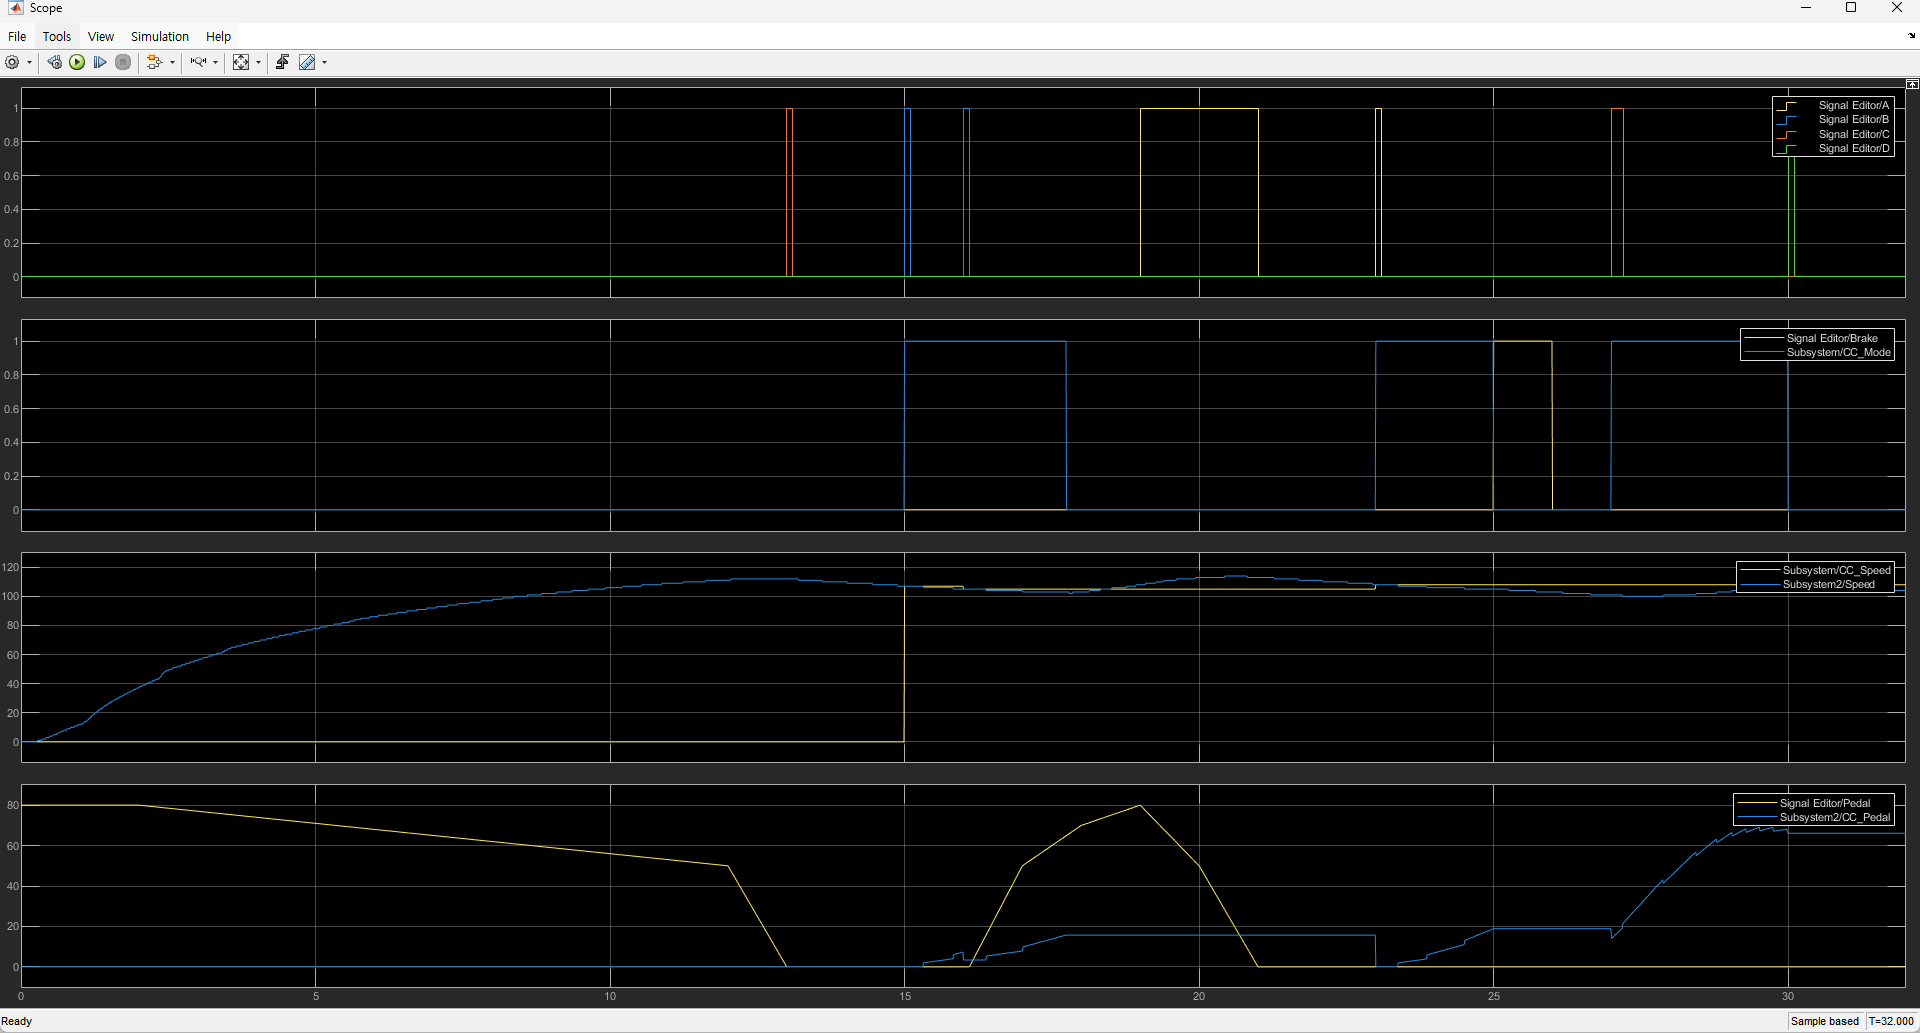 Scope
File Tools View Simulation Help
1
0.8
0.6
0.4
0.2
0
Signal Editor/A
Signal Editor/B
Signal Editor/C
Signal Editor/D
1
0.8
0.6
0.4
0.2
0
Signal Editor/Brake
Subsystem/CC_Mode
120
100
80
60
40
20
0
Subsystem/CC_Speed
Subsystem2/Speed
80
60
40
20
0
Signal Editor/Pedal
Subsystem2/CC_Pedal
0 5 10 15 20 25 30
Ready Sample based T=32.000